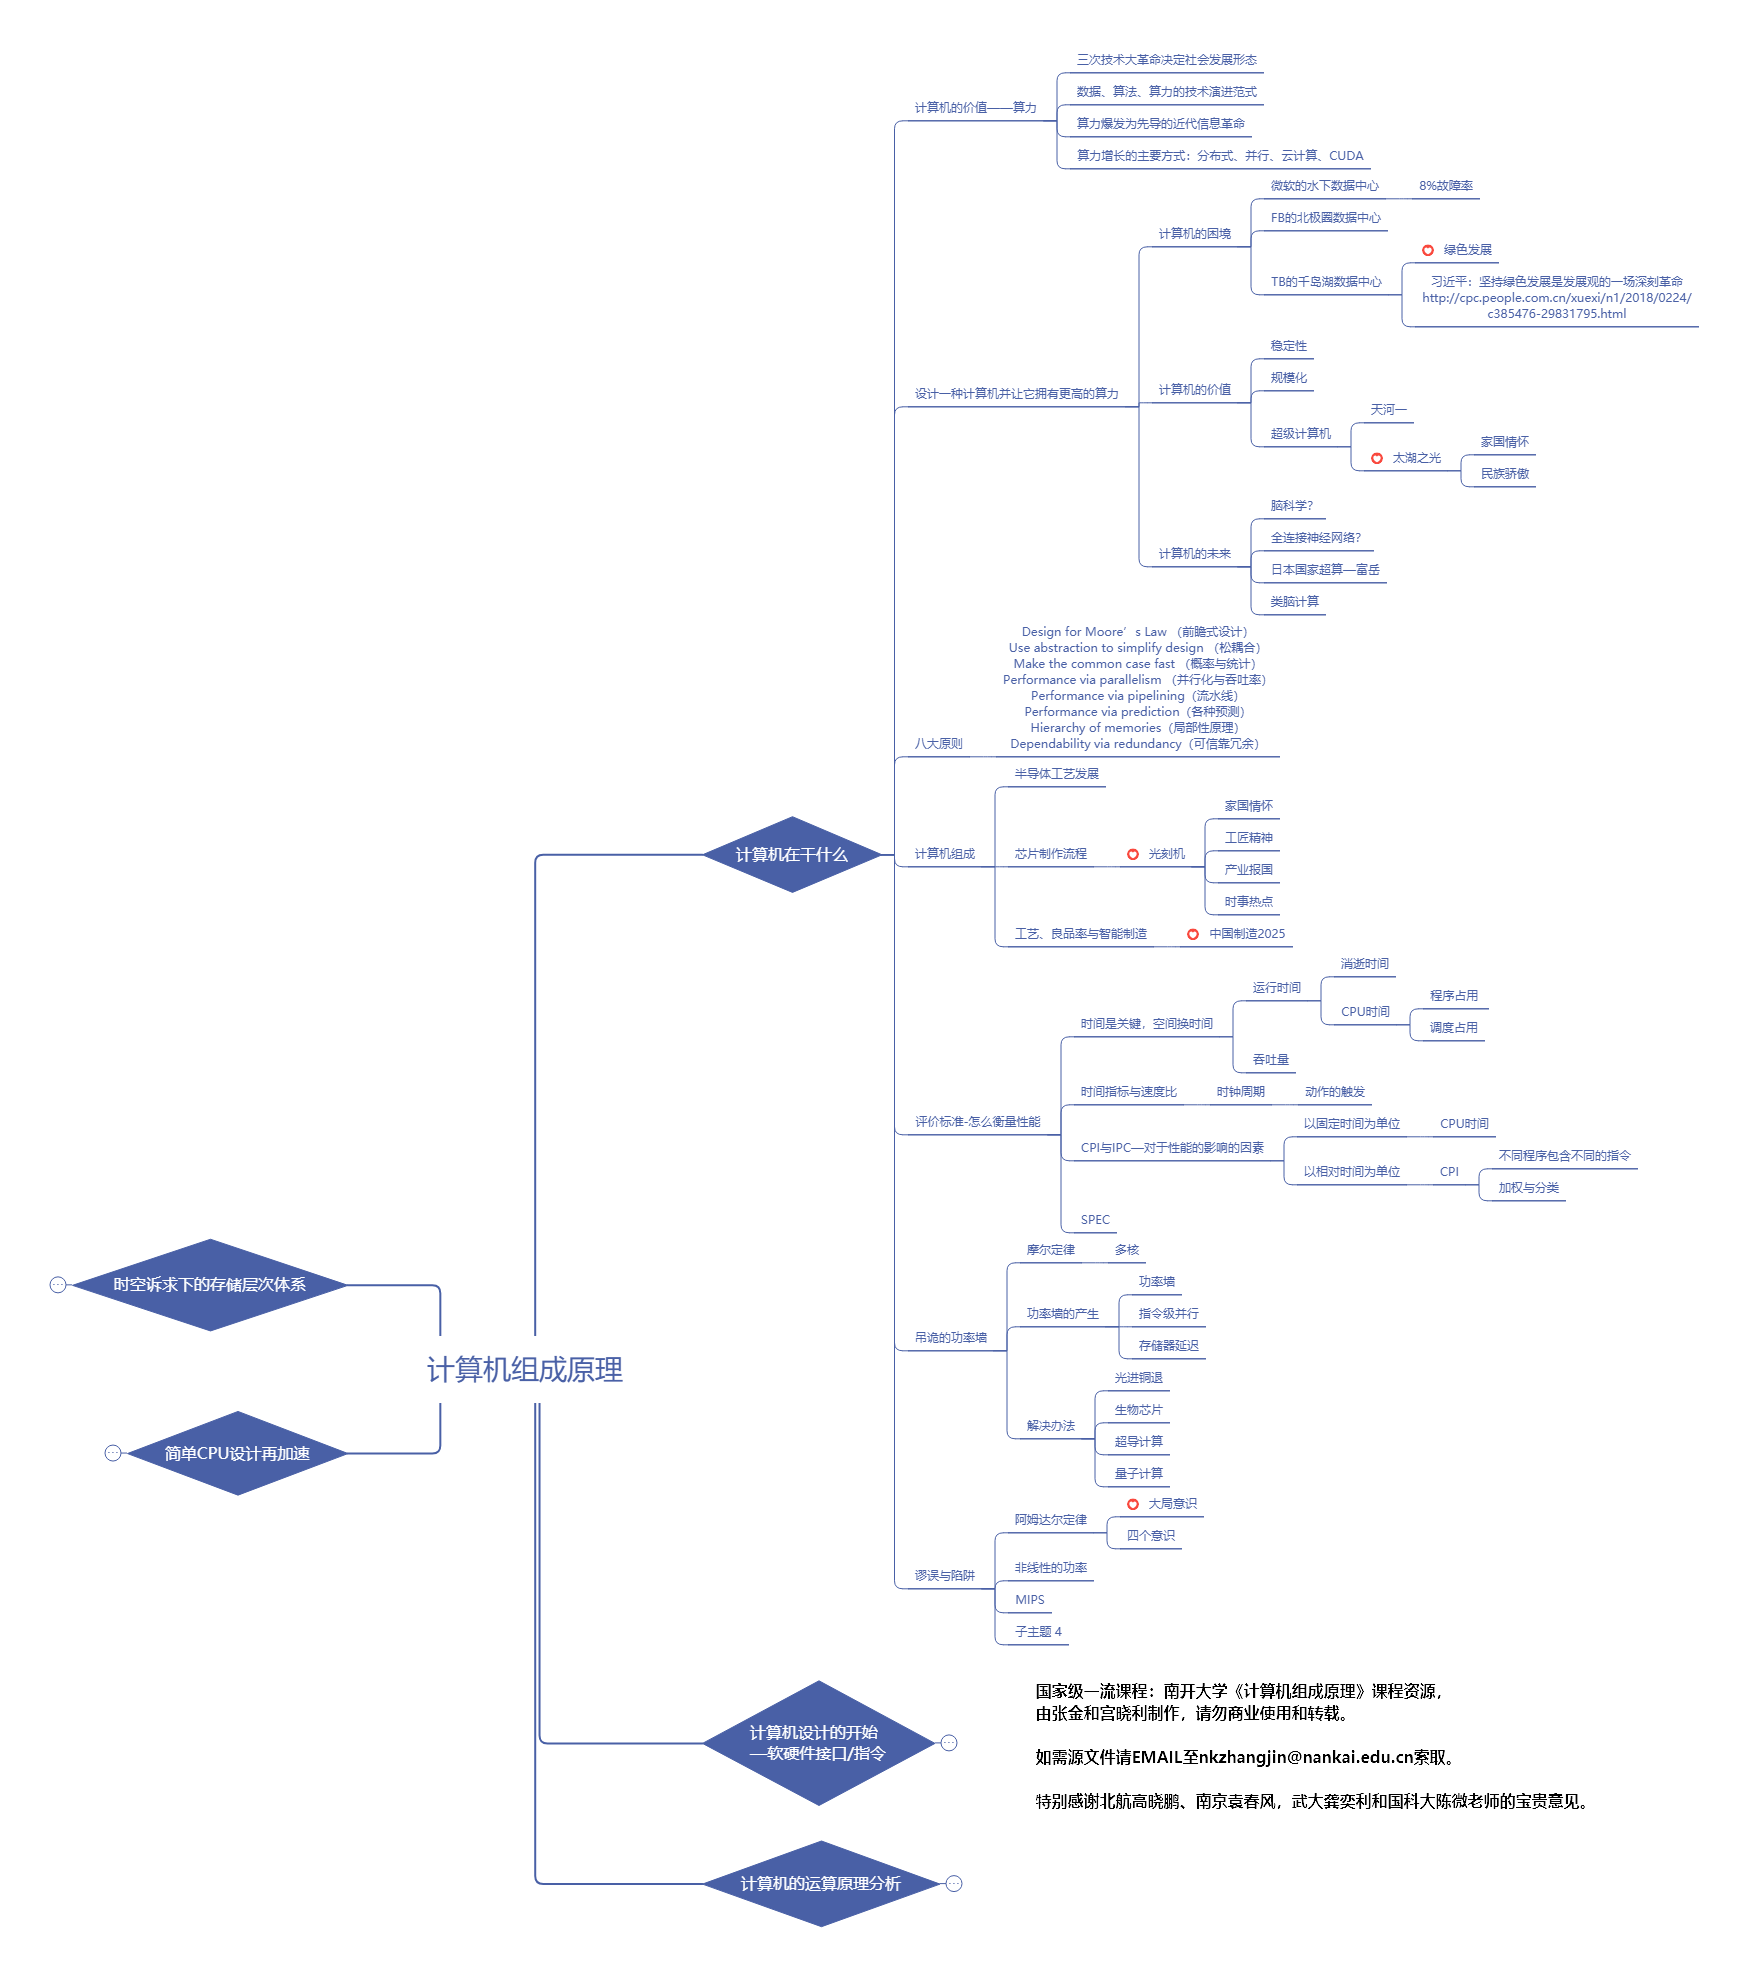 三次技术大革命决定社会发展形态
数据、算法、算力的技术演进范式
计算机的价值——算力
算力爆发为先导的近代信息革命
算力增长的主要方式：分布式、并行、云计算、CUDA
微软的水下数据中心
8%故障率
FB的北极圈数据中心
计算机的困境
绿色发展
TB的千岛湖数据中心
习近平：坚持绿色发展是发展观的一场深刻革命
http://cpc.people.com.cn/xuexi/n1/2018/0224/
c385476-29831795.html
稳定性
规模化
设计一种计算机并让它拥有更高的算力
计算机的价值
天河一
超级计算机
太湖之光
家国情怀
民族骄傲
脑科学？
全连接神经网络？
计算机的未来
日本国家超算—富岳
类脑计算
Design for Moore’s Law （前瞻式设计）
Use abstraction to simplify design （松耦合）
Make the common case fast （概率与统计）
Performance via parallelism （并行化与吞吐率）
Performance via pipelining（流水线）
Performance via prediction（各种预测）
Hierarchy of memories（局部性原理）
Dependability via redundancy（可信靠冗余）
八大原则
半导体工艺发展
家国情怀
工匠精神
计算机在干什么
计算机组成
芯片制作流程
光刻机
产业报国
时事热点
工艺、良品率与智能制造
中国制造2025
消逝时间
运行时间
程序占用
CPU时间
调度占用
时间是关键，空间换时间
吞吐量
时间指标与速度比
时钟周期
动作的触发
评价标准-怎么衡量性能
以固定时间为单位
CPU时间
CPI与IPC—对于性能的影响的因素
不同程序包含不同的指令
以相对时间为单位
CPI
加权与分类
SPEC
摩尔定律
多核
功率墙
功率墙的产生
指令级并行
吊诡的功率墙
存储器延迟
光进铜退
生物芯片
解决办法
超导计算
量子计算
大局意识
阿姆达尔定律
四个意识
非线性的功率
谬误与陷阱
MIPS
子主题 4
时空诉求下的存储层次体系
计算机组成原理
简单CPU设计再加速
计算机设计的开始
—软硬件接口/指令
计算机的运算原理分析
国家级一流课程：南开大学《计算机组成原理》课程资源，
由张金和宫晓利制作，请勿商业使用和转载。
如需源文件请EMAIL至nkzhangjin@nankai.edu.cn索取。
特别感谢北航高晓鹏、南京袁春风，武大龚奕利和国科大陈微老师的宝贵意见。